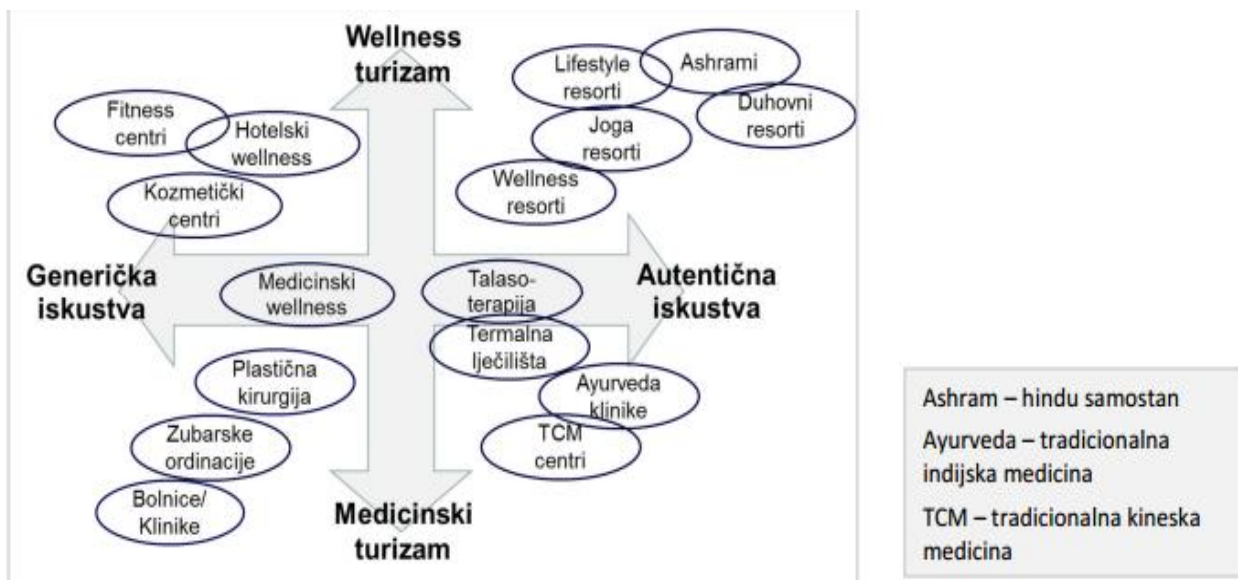 Wellness
turizam
Lifestyle
resorti
Ashrami
Duhovni
resorti
Fitness
centri
Hotelski
wellness
Joga
resorti
Kozmetički
centri
Wellness
resorti
Generička
iskustva
Medicinski
wellness
Talaso-
terapija
Autentična
iskustva
Termalna
lječilišta
Plastična
kirurgija
Ayurveda
klinike
Zubarske
ordinacije
TCM
centri
Bolnice/
Klinike
Medicinski
turizam
Ashram – hindu samostan
Ayurveda – tradicionalna
indijska medicina
TCM – tradicionalna kineska
medicina